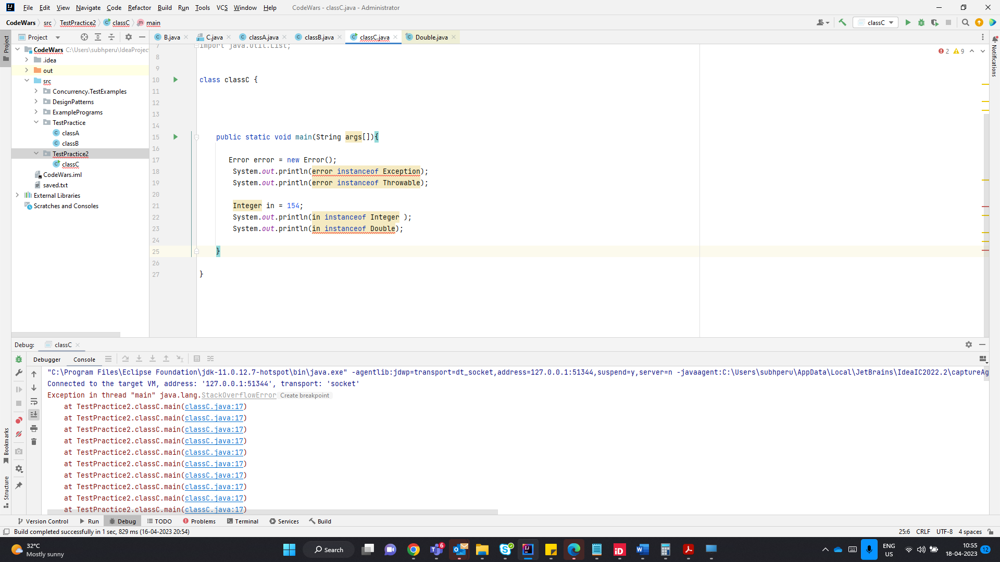 File Edit View Navigate Code Refactor Build Run Tools VCS Window Help CodeWars - classC.java - Administrator
CodeWars src TestPractice2 classC main classC
Project B.java C.java classA.java classB.java classC.java Double.java
Project
Notifications
CodeWars C:\Users\subhperu\IdeaProjec
.idea
out
src
Concurrency.TestExamples
DesignPatterns
ExamplePrograms
TestPractice
classA
classB
TestPractice2
classC
CodeWars.iml
saved.txt
External Libraries
Scratches and Consoles
2 9
7 import java.util.List;
8
9
10 class classC {
11
12
13
14
15 public static void main(String args[]){
16
17 Error error = new Error();
18 System.out.println(error instanceof Exception);
19 System.out.println(error instanceof Throwable);
20
21 Integer in = 154;
22 System.out.println(in instanceof Integer );
23 System.out.println(in instanceof Double);
24
25 }
26
27 }
Debug: classC
Debugger Console
"C:\Program Files\Eclipse Foundation\jdk-11.0.12.7-hotspot\bin\java.exe" -agentlib:jdwp=transport=dt_socket,address=127.0.0.1:51344,suspend=y,server=n -javaagent:C:\Users\subhperu\AppData\Local\JetBrains\IdeaIC2022.2\captureAg
Connected to the target VM, address: '127.0.0.1:51344', transport: 'socket'
Exception in thread "main" java.lang.StackOverflowError Create breakpoint
at TestPractice2.classC.main(classC.java:17)
at TestPractice2.classC.main(classC.java:17)
at TestPractice2.classC.main(classC.java:17)
at TestPractice2.classC.main(classC.java:17)
at TestPractice2.classC.main(classC.java:17)
at TestPractice2.classC.main(classC.java:17)
at TestPractice2.classC.main(classC.java:17)
at TestPractice2.classC.main(classC.java:17)
at TestPractice2.classC.main(classC.java:17)
at TestPractice2.classC.main(classC.java:17)
Bookmarks
Structure
Version Control Run Debug TODO Problems Terminal Services Build
Build completed successfully in 1 sec, 829 ms (16-04-2023 20:54) 25:6 CRLF UTF-8 4 spaces
32°C
Mostly sunny
Search
6
ENG
US
10:55
18-04-2023
12